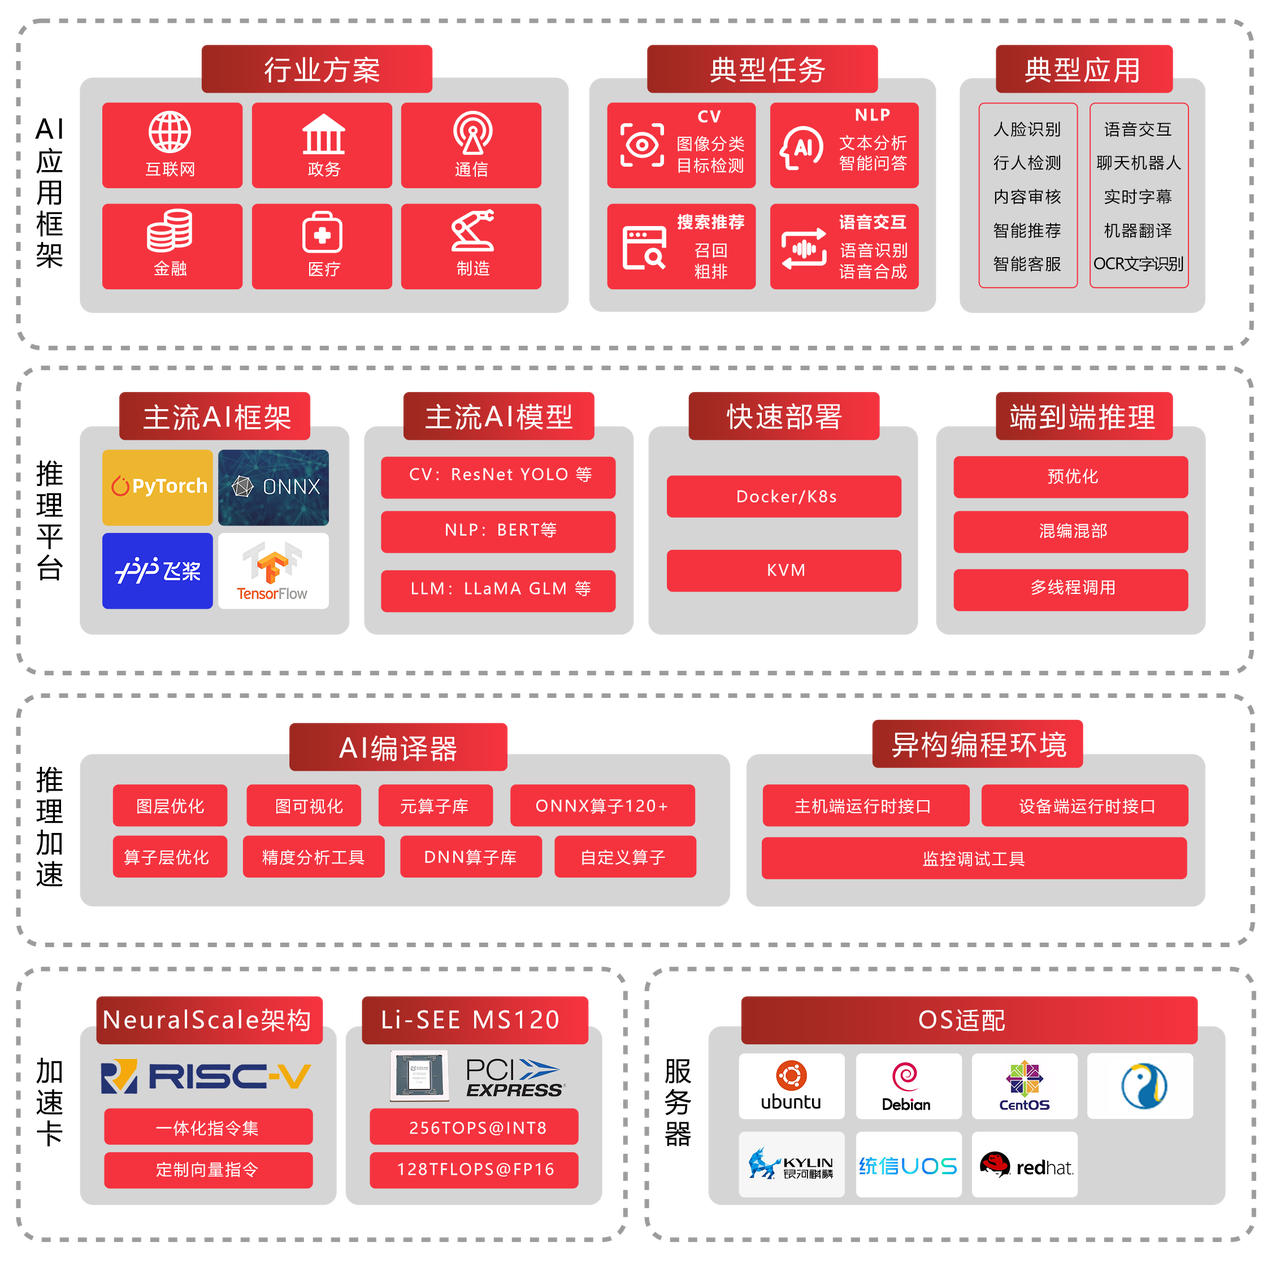 AI应用框架
行业方案
互联网
政务
通信
金融
医疗
制造
典型任务
CV
图像分类
目标检测
NLP
文本分析
智能问答
搜索推荐
召回
粗排
语音交互
语音识别
语音合成
典型应用
人脸识别
行人检测
内容审核
智能推荐
智能客服
语音交互
聊天机器人
实时字幕
机器翻译
OCR文字识别
推理平台
主流AI框架
PyTorch
ONNX
飞桨
TensorFlow
主流AI模型
CV：ResNet YOLO 等
NLP：BERT等
LLM：LLaMA GLM 等
快速部署
Docker/K8s
KVM
端到端推理
预优化
混编混部
多线程调用
推理加速
AI编译器
图层优化
图可视化
元算子库
ONNX算子120+
算子层优化
精度分析工具
DNN算子库
自定义算子
异构编程环境
主机端运行时接口
设备端运行时接口
监控调试工具
加速卡
NeuralScale架构
RISC-V
一体化指令集
定制向量指令
Li-SEE MS120
PCI
EXPRESS
256TOPS@INT8
128TFLOPS@FP16
服务器
OS适配
ubuntu
Debian
CentOS
KYLIN
银河麒麟
统信UOS
redhat.